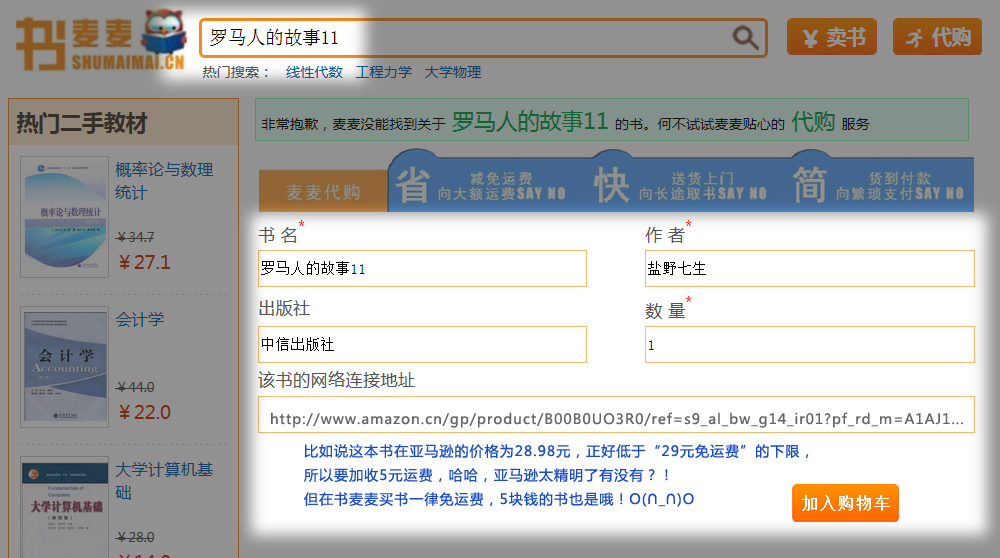 书麦麦
SHUMAIMAI.CN
罗马人的故事11
¥ 卖书
代购
热门搜索： 线性代数 工程力学 大学物理
热门二手教材
非常抱歉，麦麦没能找到关于 罗马人的故事11 的书。何不试试麦麦贴心的 代购 服务
麦麦代购
省 减免运费
向大额运费SAY NO
快 送货上门
向长途取书SAY NO
简 货到付款
向繁琐支付SAY NO
概率论与数理统计
概率论与数理
统计
¥ 34.7
¥ 27.1
会计学
Accounting
会计学
¥ 44.0
¥ 22.0
Fundamentals of
Computers
大学计算机基础
大学计算机基
础
¥ 28.0
书 名*
罗马人的故事11
作 者*
盐野七生
出版社
中信出版社
数 量*
1
该书的网络连接地址
http://www.amazon.cn/gp/product/B00B0UO3R0/ref=s9_al_bw_g14_ir01?pf_rd_m=A1AJ1...
比如说这本书在亚马逊的价格为28.98元，正好低于“29元免运费”的下限，
所以要加收5元运费，哈哈，亚马逊太精明了有没有？！
但在书麦麦买书一律免运费，5块钱的书也是哦！O(∩_∩)O
加入购物车